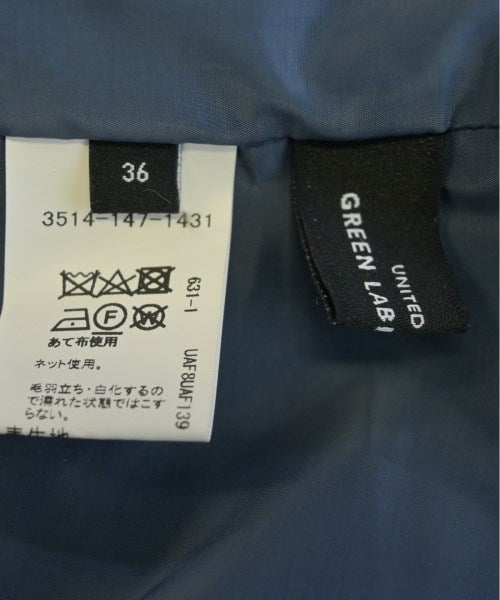 36
3514-147-1431
F
W
あて布使用
ネット使用。
毛羽立ち・白化するの
で濡れた状態ではこす
らない。
631-1
UAF8UAF139
UNITED
GREEN LAB